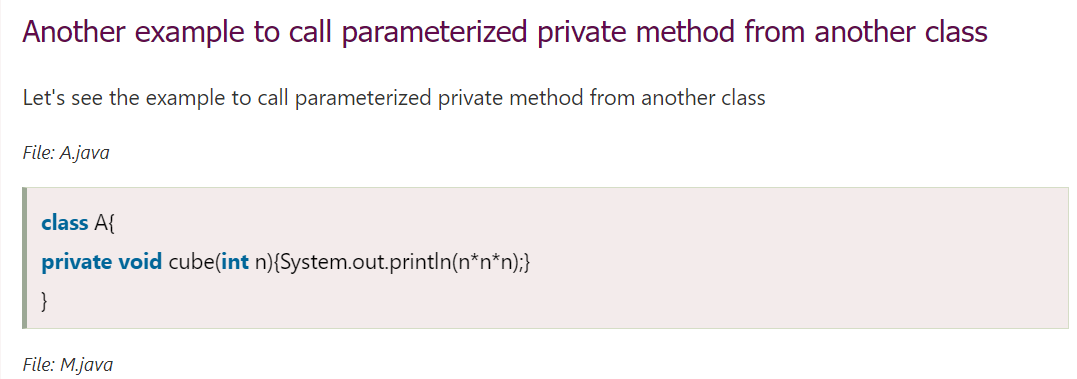 Another example to call parameterized private method from another class
Let's see the example to call parameterized private method from another class
File: A.java
class A{
private void cube(int n){System.out.println(n*n*n);}
}
File: M.java